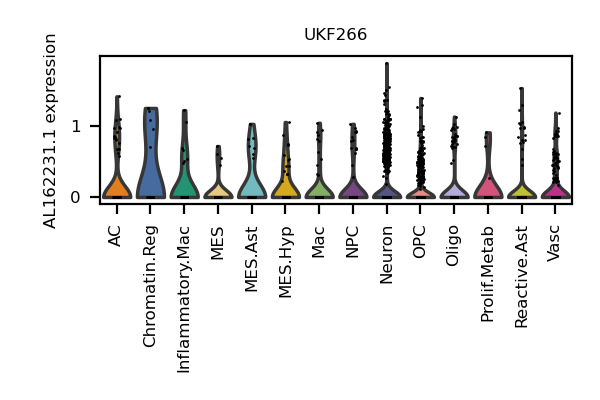 UKF266
AL162231.1 expression
1
0
AC
Chromatin.Reg
Inflammatory.Mac
MES
MES.Ast
MES.Hyp
Mac
NPC
Neuron
OPC
Oligo
Prolif.Metab
Reactive.Ast
Vasc